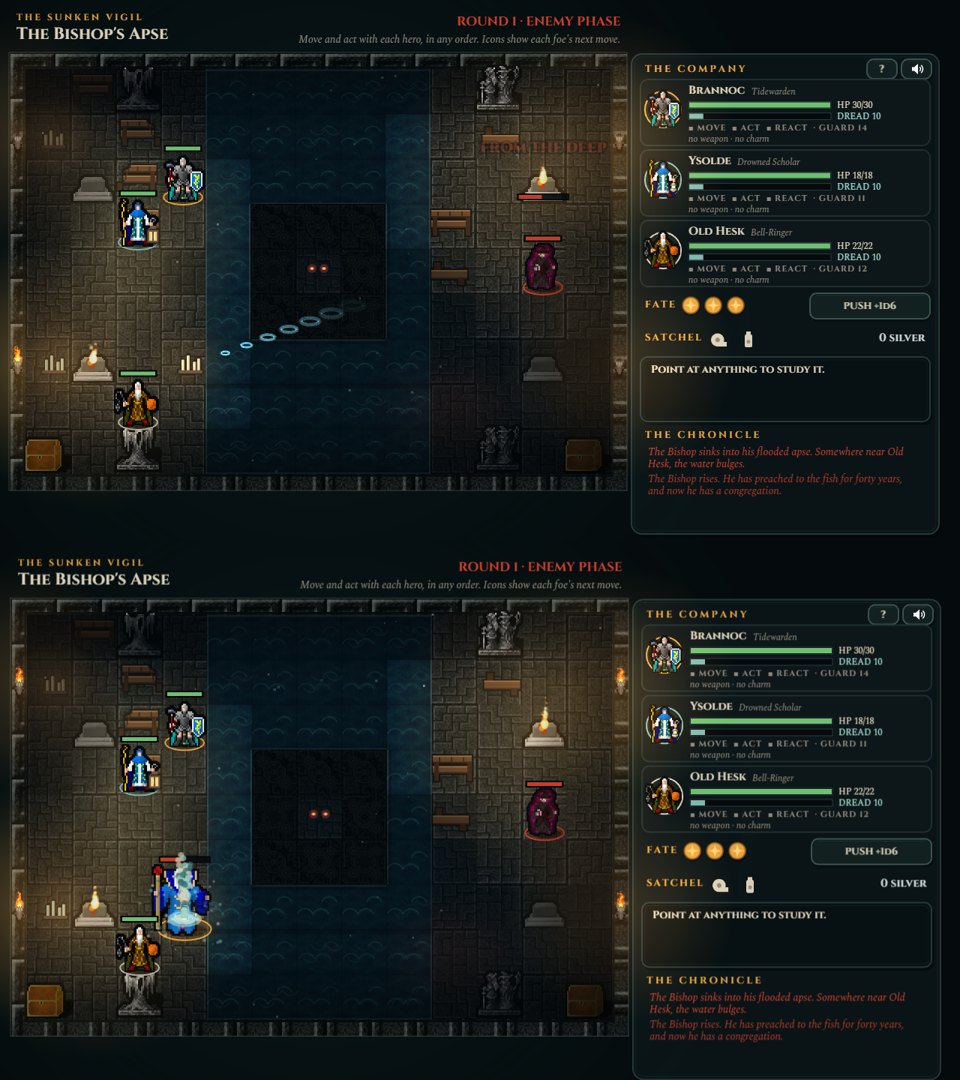 THE SUNKEN VIGIL
THE BISHOP'S APSE
ROUND 1 · ENEMY PHASE
Move and act with each hero, in any order. Icons show each foe's next move.
FROM THE DEEP
THE COMPANY
?
BRANNOC Tidewarden
HP 30/30
DREAD 10
MOVE ACT REACT · GUARD 14
no weapon · no charm
YSOLDE Drowned Scholar
HP 18/18
DREAD 10
MOVE ACT REACT · GUARD 11
no weapon · no charm
OLD HESK Bell-Ringer
HP 22/22
DREAD 10
MOVE ACT REACT · GUARD 12
no weapon · no charm
FATE
PUSH +1D6
SATCHEL
0 SILVER
POINT AT ANYTHING TO STUDY IT.
THE CHRONICLE
The Bishop sinks into his flooded apse. Somewhere near Old
Hesk, the water bulges.
The Bishop rises. He has preached to the fish for forty years,
and now he has a congregation.
THE SUNKEN VIGIL
THE BISHOP'S APSE
ROUND 1 · ENEMY PHASE
Move and act with each hero, in any order. Icons show each foe's next move.
THE COMPANY
?
BRANNOC Tidewarden
HP 30/30
DREAD 10
MOVE ACT REACT · GUARD 14
no weapon · no charm
YSOLDE Drowned Scholar
HP 18/18
DREAD 10
MOVE ACT REACT · GUARD 11
no weapon · no charm
OLD HESK Bell-Ringer
HP 22/22
DREAD 10
MOVE ACT REACT · GUARD 12
no weapon · no charm
FATE
PUSH +1D6
SATCHEL
0 SILVER
POINT AT ANYTHING TO STUDY IT.
THE CHRONICLE
The Bishop sinks into his flooded apse. Somewhere near Old
Hesk, the water bulges.
The Bishop rises. He has preached to the fish for forty years,
and now he has a congregation.